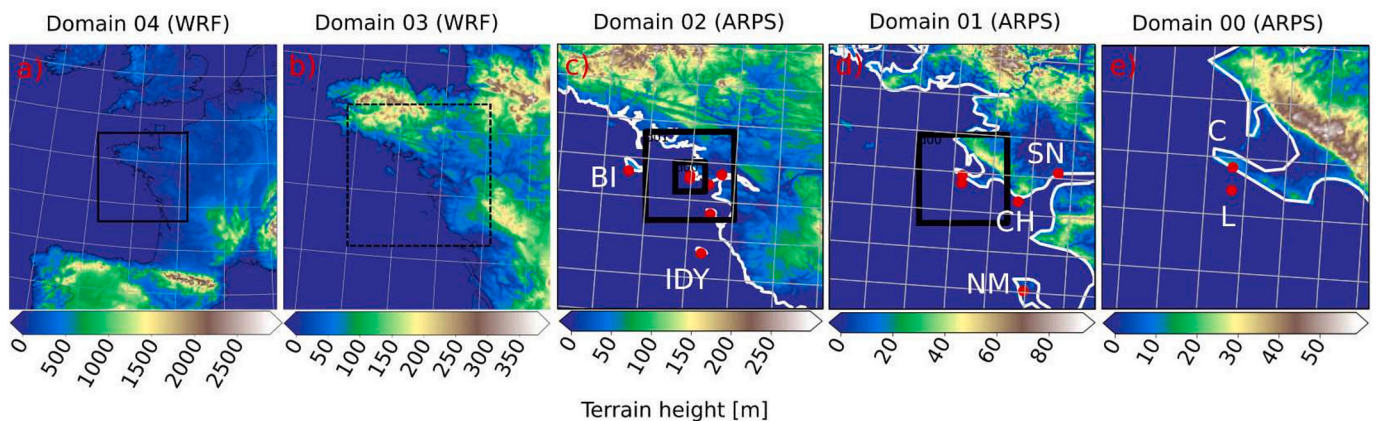 Domain 04 (WRF) Domain 03 (WRF) Domain 02 (ARPS) Domain 01 (ARPS) Domain 00 (ARPS)
a) b) c) d) e)
C
SN
BI
L
CH
IDY
NM
0 500 1000 1500 2000 2500
0 50 100 150 200 250 300 350
0 50 100 150 200 250
0 20 40 60 80
0 10 20 30 40 50
Terrain height [m]